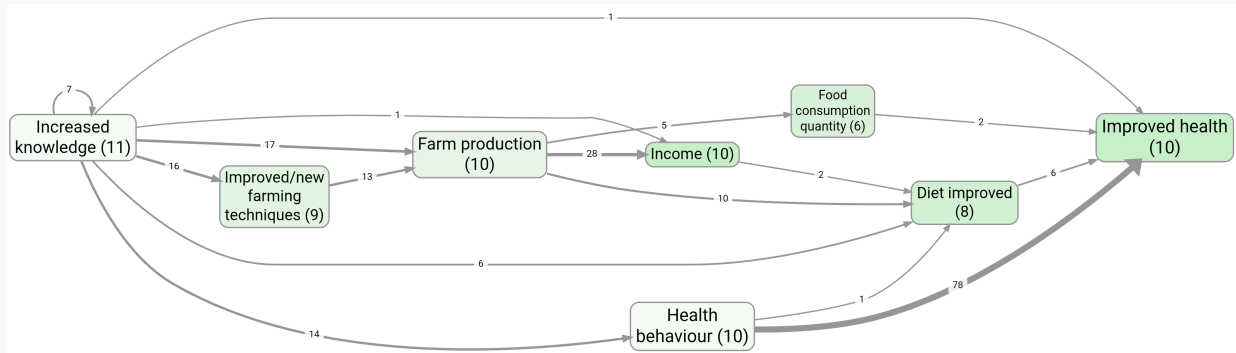 1
7
Increased
knowledge (11)
1
17
16
Improved/new
farming
techniques (9)
13
Farm production
(10)
5
28
Income (10)
10
Food
consumption
quantity (6)
2
2
Diet improved
(8)
6
Improved health
(10)
6
14
Health
behaviour (10)
1
78